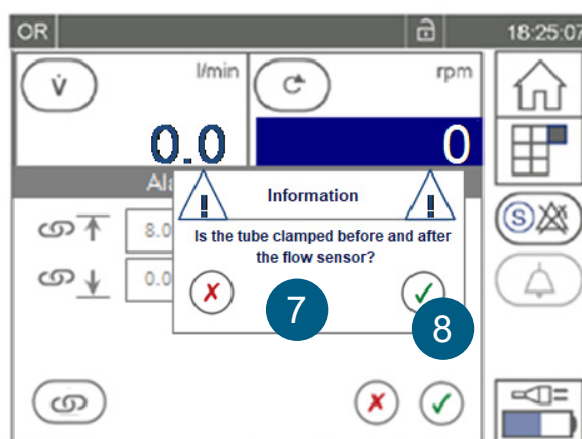 OR 18:25:07
l/min rpm
V̇
0.0 0
Ala
Information
8.0 Is the tube clamped before and after
the flow sensor?
0.0
7
8
S